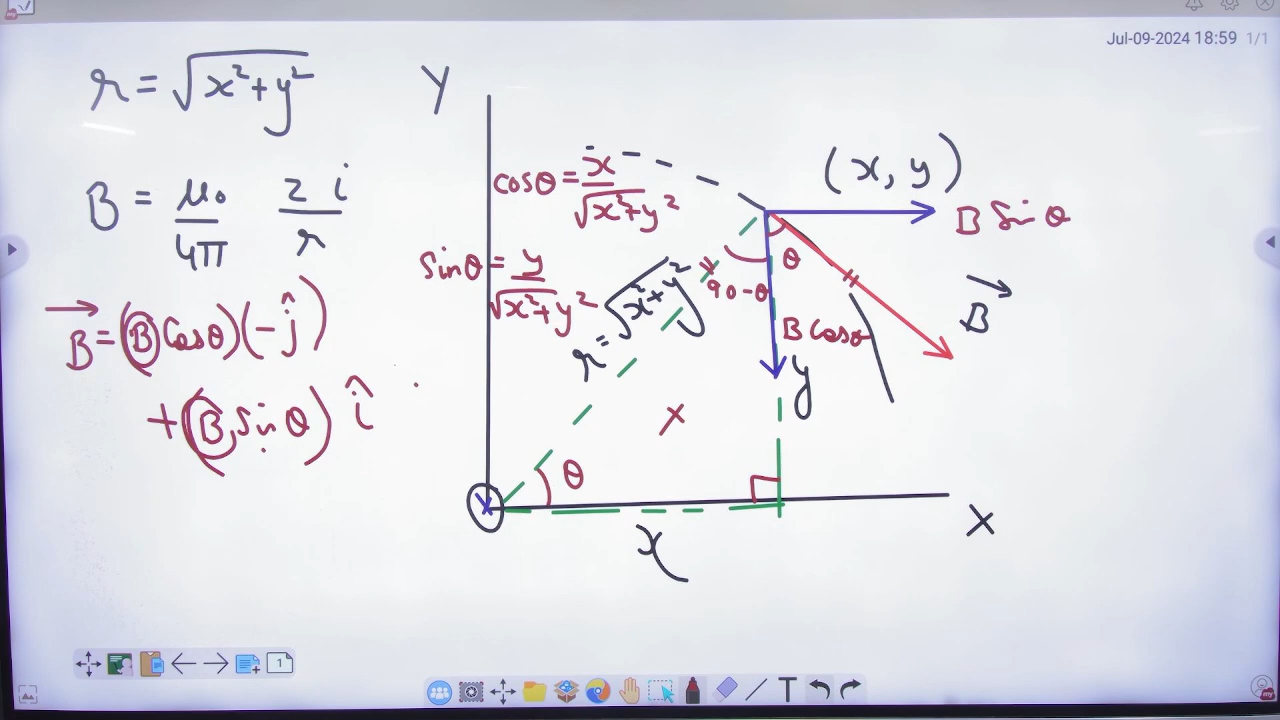 Jul-09-2024 18:59 1/1
r = √(x² + y²)
Y
B = μ₀/4π 2i/r
cosθ = x/√(x²+y²)
(x, y)
B Sinθ
Sinθ = y/√(x²+y²)
θ
90-θ
r = √(x²+y²)
B⃗
B⃗ = (B Cosθ)(-ĵ)
B Cosθ
y
+ (B Sinθ) î
x
θ
x
X
1
T